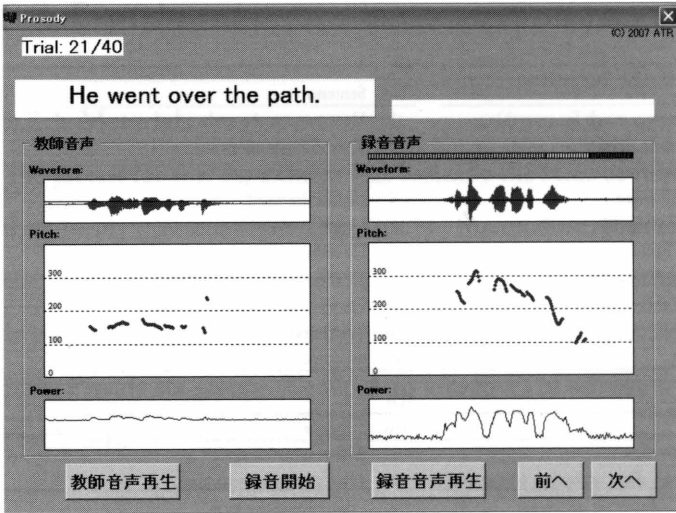 Prosody
(C) 2007 ATR
Trial: 21/40
He went over the path.
教師音声
Waveform:
Pitch:
300
200
100
0
Power:
録音音声
Waveform:
Pitch:
300
200
100
0
Power:
教師音声再生
録音開始
録音音声再生
前へ
次へ